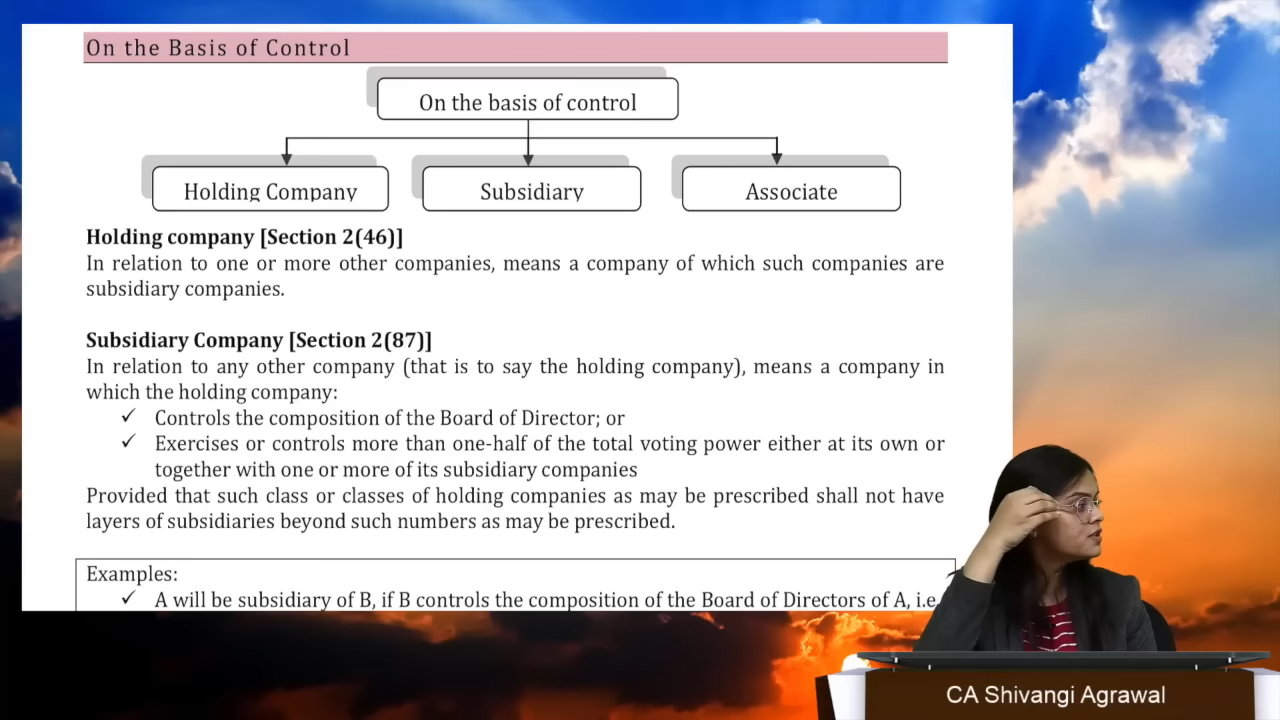 On the Basis of Control
On the basis of control
Holding Company
Subsidiary
Associate
Holding company [Section 2(46)]
In relation to one or more other companies, means a company of which such companies are
subsidiary companies.
Subsidiary Company [Section 2(87)]
In relation to any other company (that is to say the holding company), means a company in
which the holding company:
✓ Controls the composition of the Board of Director; or
✓ Exercises or controls more than one-half of the total voting power either at its own or
together with one or more of its subsidiary companies
Provided that such class or classes of holding companies as may be prescribed shall not have
layers of subsidiaries beyond such numbers as may be prescribed.
Examples:
✓ A will be subsidiary of B, if B controls the composition of the Board of Directors of A, i.e
CA Shivangi Agrawal